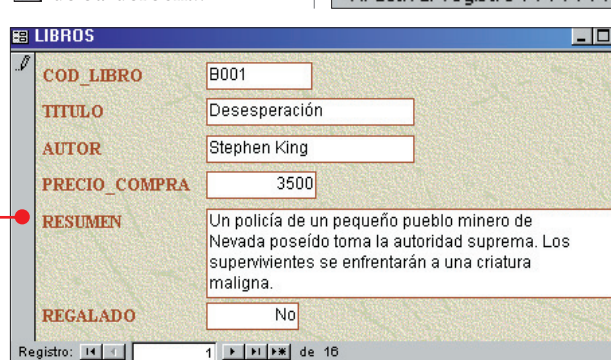 LIBROS
COD_LIBRO B001
TITULO Desesperación
AUTOR Stephen King
PRECIO_COMPRA 3500
RESUMEN Un policía de un pequeño pueblo minero de
Nevada poseído toma la autoridad suprema. Los
supervivientes se enfrentarán a una criatura
maligna.
REGALADO No
Registro: 1 de 16